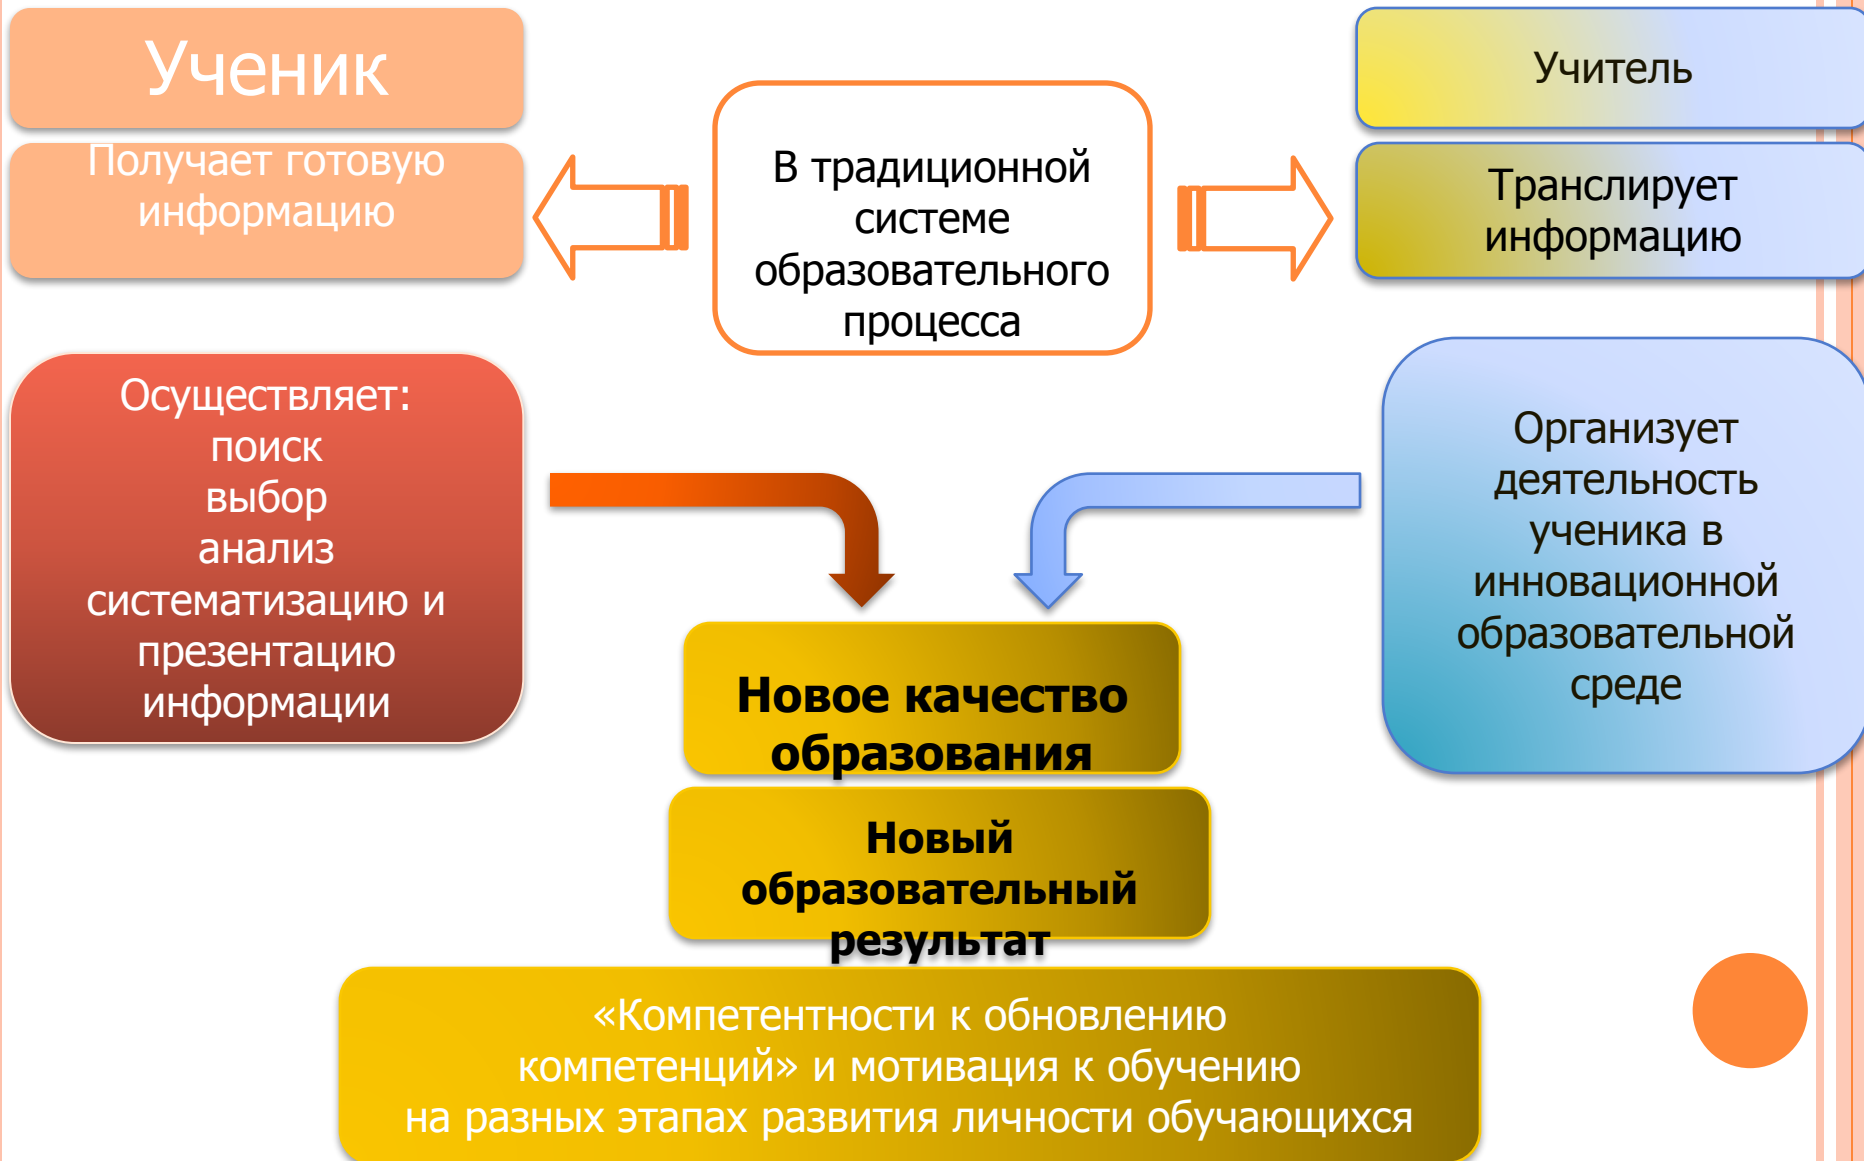 Ученик
Получает готовую
информацию
В традиционной
системе
образовательного
процесса
Учитель
Транслирует
информацию
Осуществляет:
поиск
выбор
анализ
систематизацию и
презентацию
информации
Организует
деятельность
ученика в
инновационной
образовательной
среде
Новое качество
образования
Новый
образовательный
результат
«Компетентности к обновлению
компетенций» и мотивация к обучению
на разных этапах развития личности обучающихся